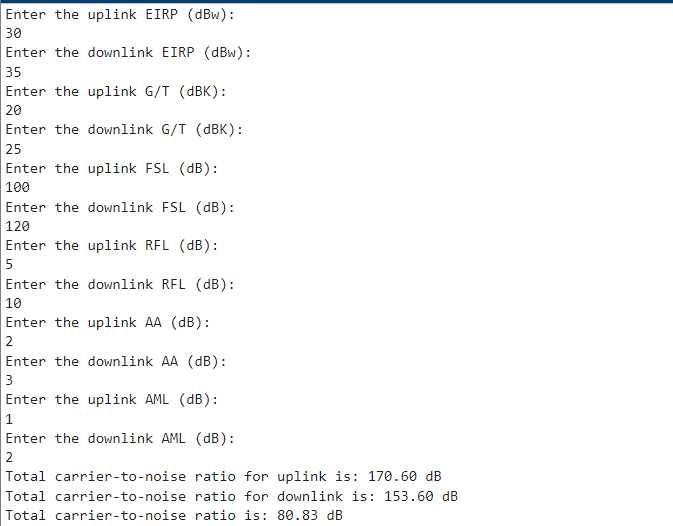 Enter the uplink EIRP (dBw):
30
Enter the downlink EIRP (dBw):
35
Enter the uplink G/T (dBK):
20
Enter the downlink G/T (dBK):
25
Enter the uplink FSL (dB):
100
Enter the downlink FSL (dB):
120
Enter the uplink RFL (dB):
5
Enter the downlink RFL (dB):
10
Enter the uplink AA (dB):
2
Enter the downlink AA (dB):
3
Enter the uplink AML (dB):
1
Enter the downlink AML (dB):
2
Total carrier-to-noise ratio for uplink is: 170.60 dB
Total carrier-to-noise ratio for downlink is: 153.60 dB
Total carrier-to-noise ratio is: 80.83 dB